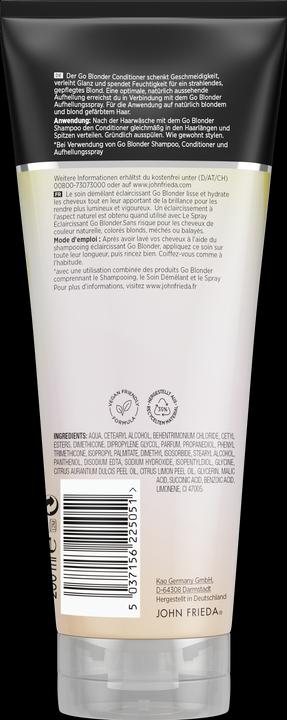 DE Der Go Blonder Conditioner schenkt Geschmeidigkeit,
verleiht Glanz und spendet Feuchtigkeit für ein strahlendes,
gepflegtes Blond. Eine optimale, natürlich aussehende
Aufhellung erreichst du in Verbindung mit dem Go Blonder
Aufhellungsspray. Für die Anwendung auf natürlich blondem
und blond gefärbtem Haar.
Anwendung: Nach der Haarwäsche mit dem Go Blonder
Shampoo den Conditioner gleichmäßig in den Haarlängen und
Spitzen verteilen. Gründlich ausspülen. Wie gewohnt stylen.
*Bei Verwendung von Go Blonder Shampoo, Conditioner und
Aufhellungsspray
Weitere Informationen erhältst du kostenfrei unter (D/AT/CH)
00800-73073000 oder auf www.johnfrieda.com
FR Le soin démêlant éclaircissant Go Blonder lisse et hydrate
les cheveux tout en leur apportant de la brillance pour les
rendre plus lumineux et vigoureux. Un éclaircissement à
l'aspect naturel est obtenu quand utilisé avec Le Spray
Éclaircissant Go Blonder.Sans risque pour les cheveux de
couleur naturelle, colorés blonds, méchés ou balayés.
Mode d'emploi: Après avoir lavé vos cheveux à l'aide du
shampooing éclaircissant Go Blonder, appliquez ce soin sur
toute leur longueur, puis rincez bien. Coiffez-vous comme à
l'habitude.
*avec une utilisation combinée des produits Go Blonder
comprennant le Shampooing, le Soin Démêlant et le Spray
Pour plus d'informations, visitez www.johnfrieda.fr
VEGAN FRIENDLY
FORMULA
HERGESTELLT AUS
35%
RECYCELTEM MATERIAL
INGREDIENTS: AQUA, CETEARYL ALCOHOL, BEHENTRIMONIUM CHLORIDE, CETYL
ESTERS, DIMETHICONE, DIPROPYLENE GLYCOL, PARFUM, PROPANEDIOL, PHENYL
TRIMETHICONE, ISOPROPYL PALMITATE, DIMETHYL ISOSORBIDE, STEARYL ALCOHOL,
PANTHENOL, DISODIUM EDTA, SODIUM HYDROXIDE, ISOPENTYLDIOL, GLYCINE,
CITRUS AURANTIUM DULCIS PEEL OIL, CITRUS LIMON PEEL OIL, GLYCERIN, MALIC
ACID, SUCCINIC ACID, BENZOIC ACID,
LIMONENE, CI 47005.
5 037156 225051 >
Kao Germany GmbH,
D-64308 Darmstadt
Hergestellt in Deutschland
JOHN FRIEDA®